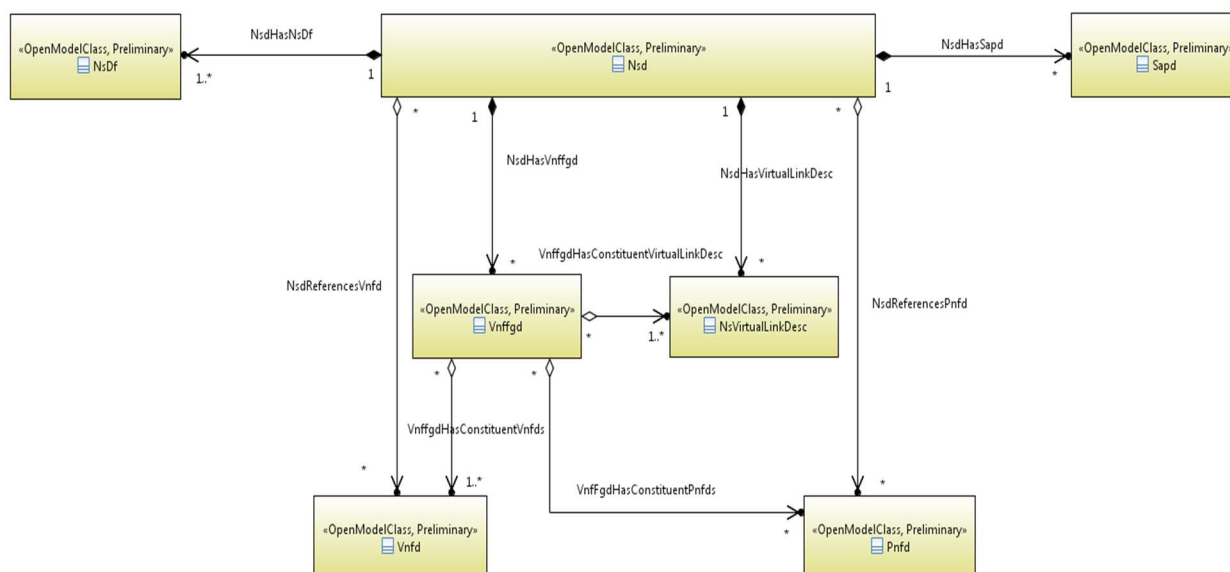 NsdHasNsDf
NsdHasSapd
«OpenModelClass, Preliminary»
NsDf
1
1..*
«OpenModelClass, Preliminary»
Nsd
1
*
«OpenModelClass, Preliminary»
Sapd
*
1
1
*
NsdHasVnffgd
NsdHasVirtualLinkDesc
VnffgdHasConstituentVirtualLinkDesc
*
*
NsdReferencesVnfd
NsdReferencesPnfd
«OpenModelClass, Preliminary»
Vnffgd
*
1..*
«OpenModelClass, Preliminary»
NsVirtualLinkDesc
*
*
VnffgdHasConstituentVnfds
*
1..*
VnfFgdHasConstituentPnfds
*
*
«OpenModelClass, Preliminary»
Vnfd
«OpenModelClass, Preliminary»
Pnfd